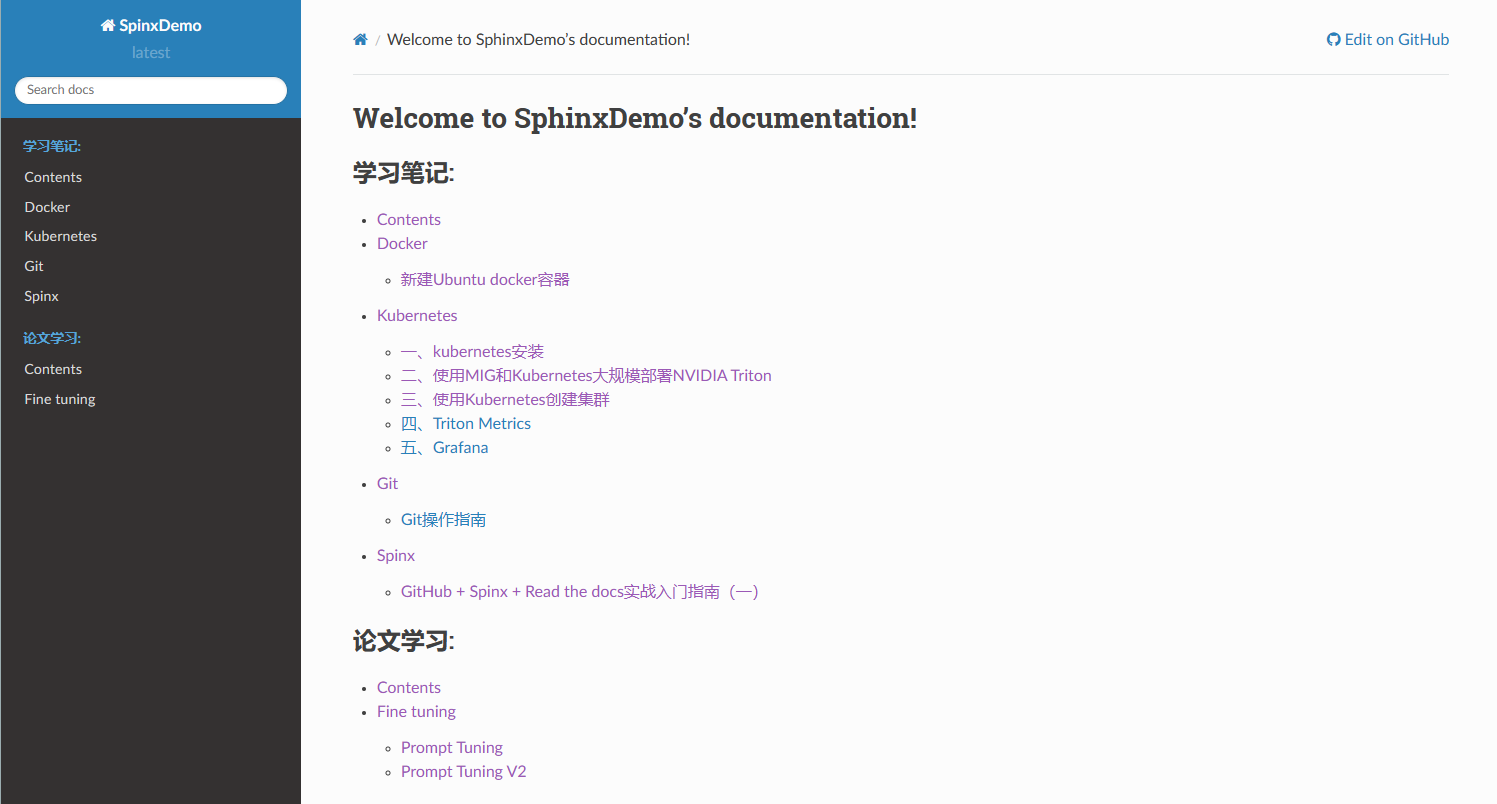 SpinxDemo
latest
Search docs
学习笔记:
Contents
Docker
Kubernetes
Git
Spinx
论文学习:
Contents
Fine tuning
/ Welcome to SphinxDemo’s documentation!
Edit on GitHub
Welcome to SphinxDemo’s documentation!
学习笔记:
Contents
Docker
新建Ubuntu docker容器
Kubernetes
一、kubernetes安装
二、使用MIG和Kubernetes大规模部署NVIDIA Triton
三、使用Kubernetes创建集群
四、Triton Metrics
五、Grafana
Git
Git操作指南
Spinx
GitHub + Spinx + Read the docs实战入门指南（一）
论文学习:
Contents
Fine tuning
Prompt Tuning
Prompt Tuning V2